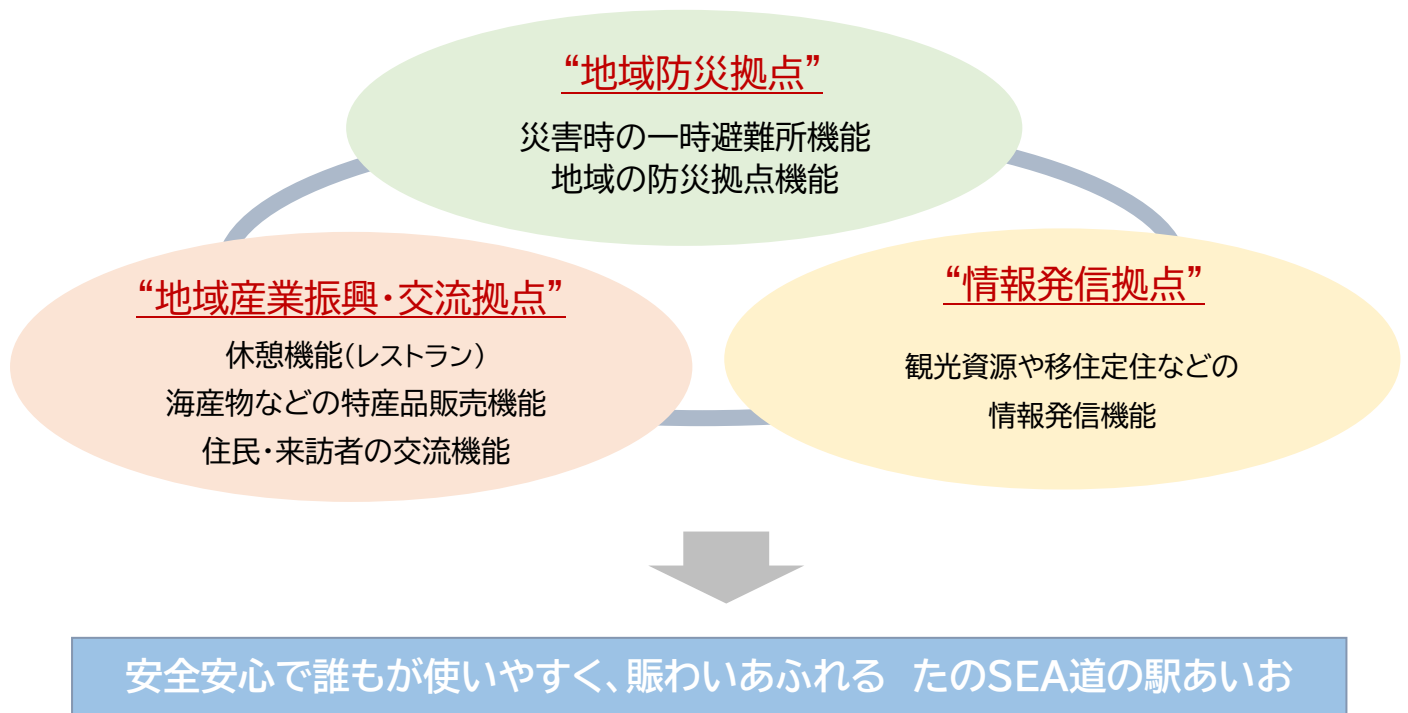 “地域防災拠点”
災害時の一時避難所機能
地域の防災拠点機能
“地域産業振興・交流拠点”
休憩機能(レストラン)
海産物などの特産品販売機能
住民・来訪者の交流機能
“情報発信拠点”
観光資源や移住定住などの
情報発信機能
安全安心で誰もが使いやすく、賑わいあふれる　たのSEA道の駅あいお